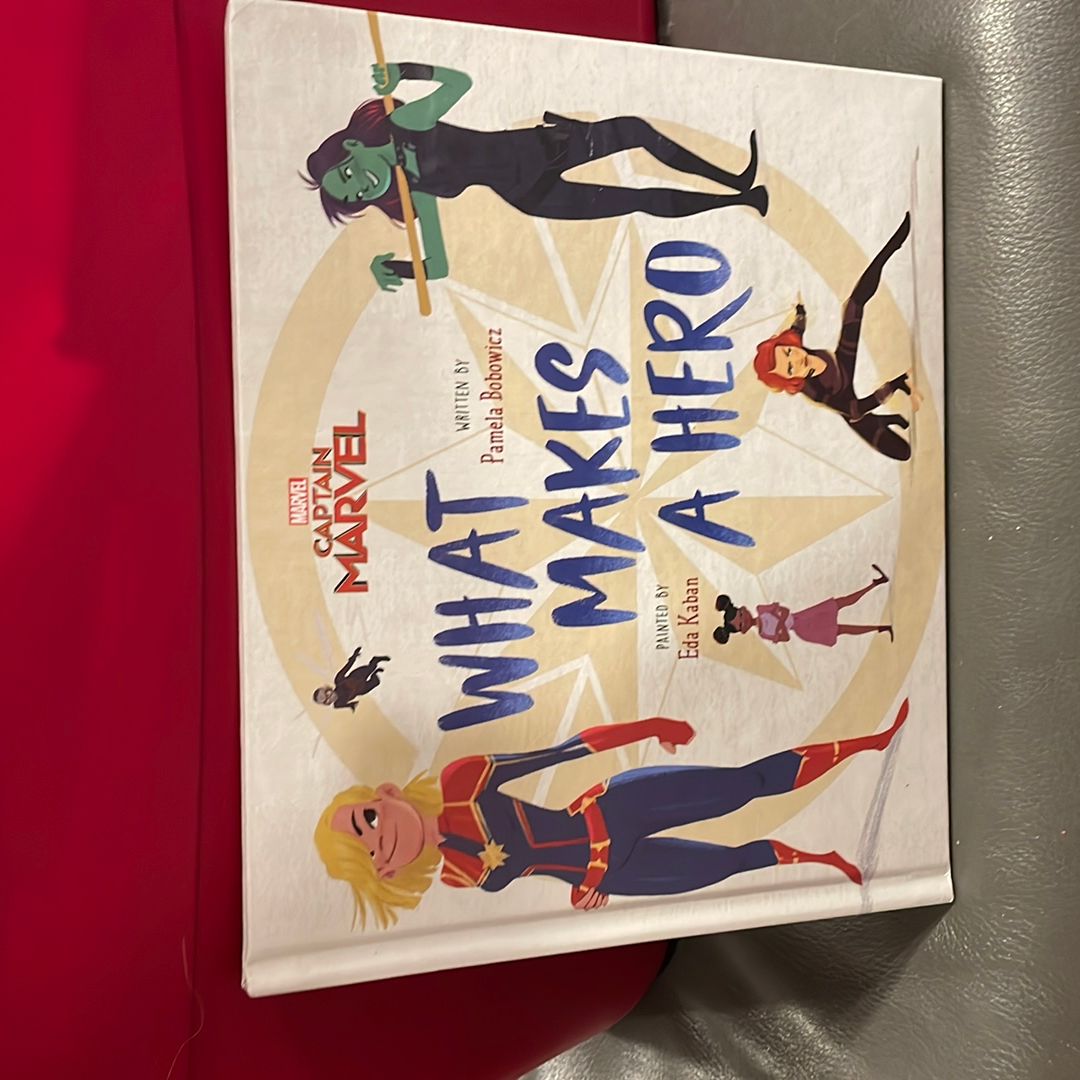 MARVEL
CAPTAIN
MARVEL
WRITTEN BY
Pamela Bobowicz
WHAT
MAKES
A HERO
PAINTED BY
Eda Kaban